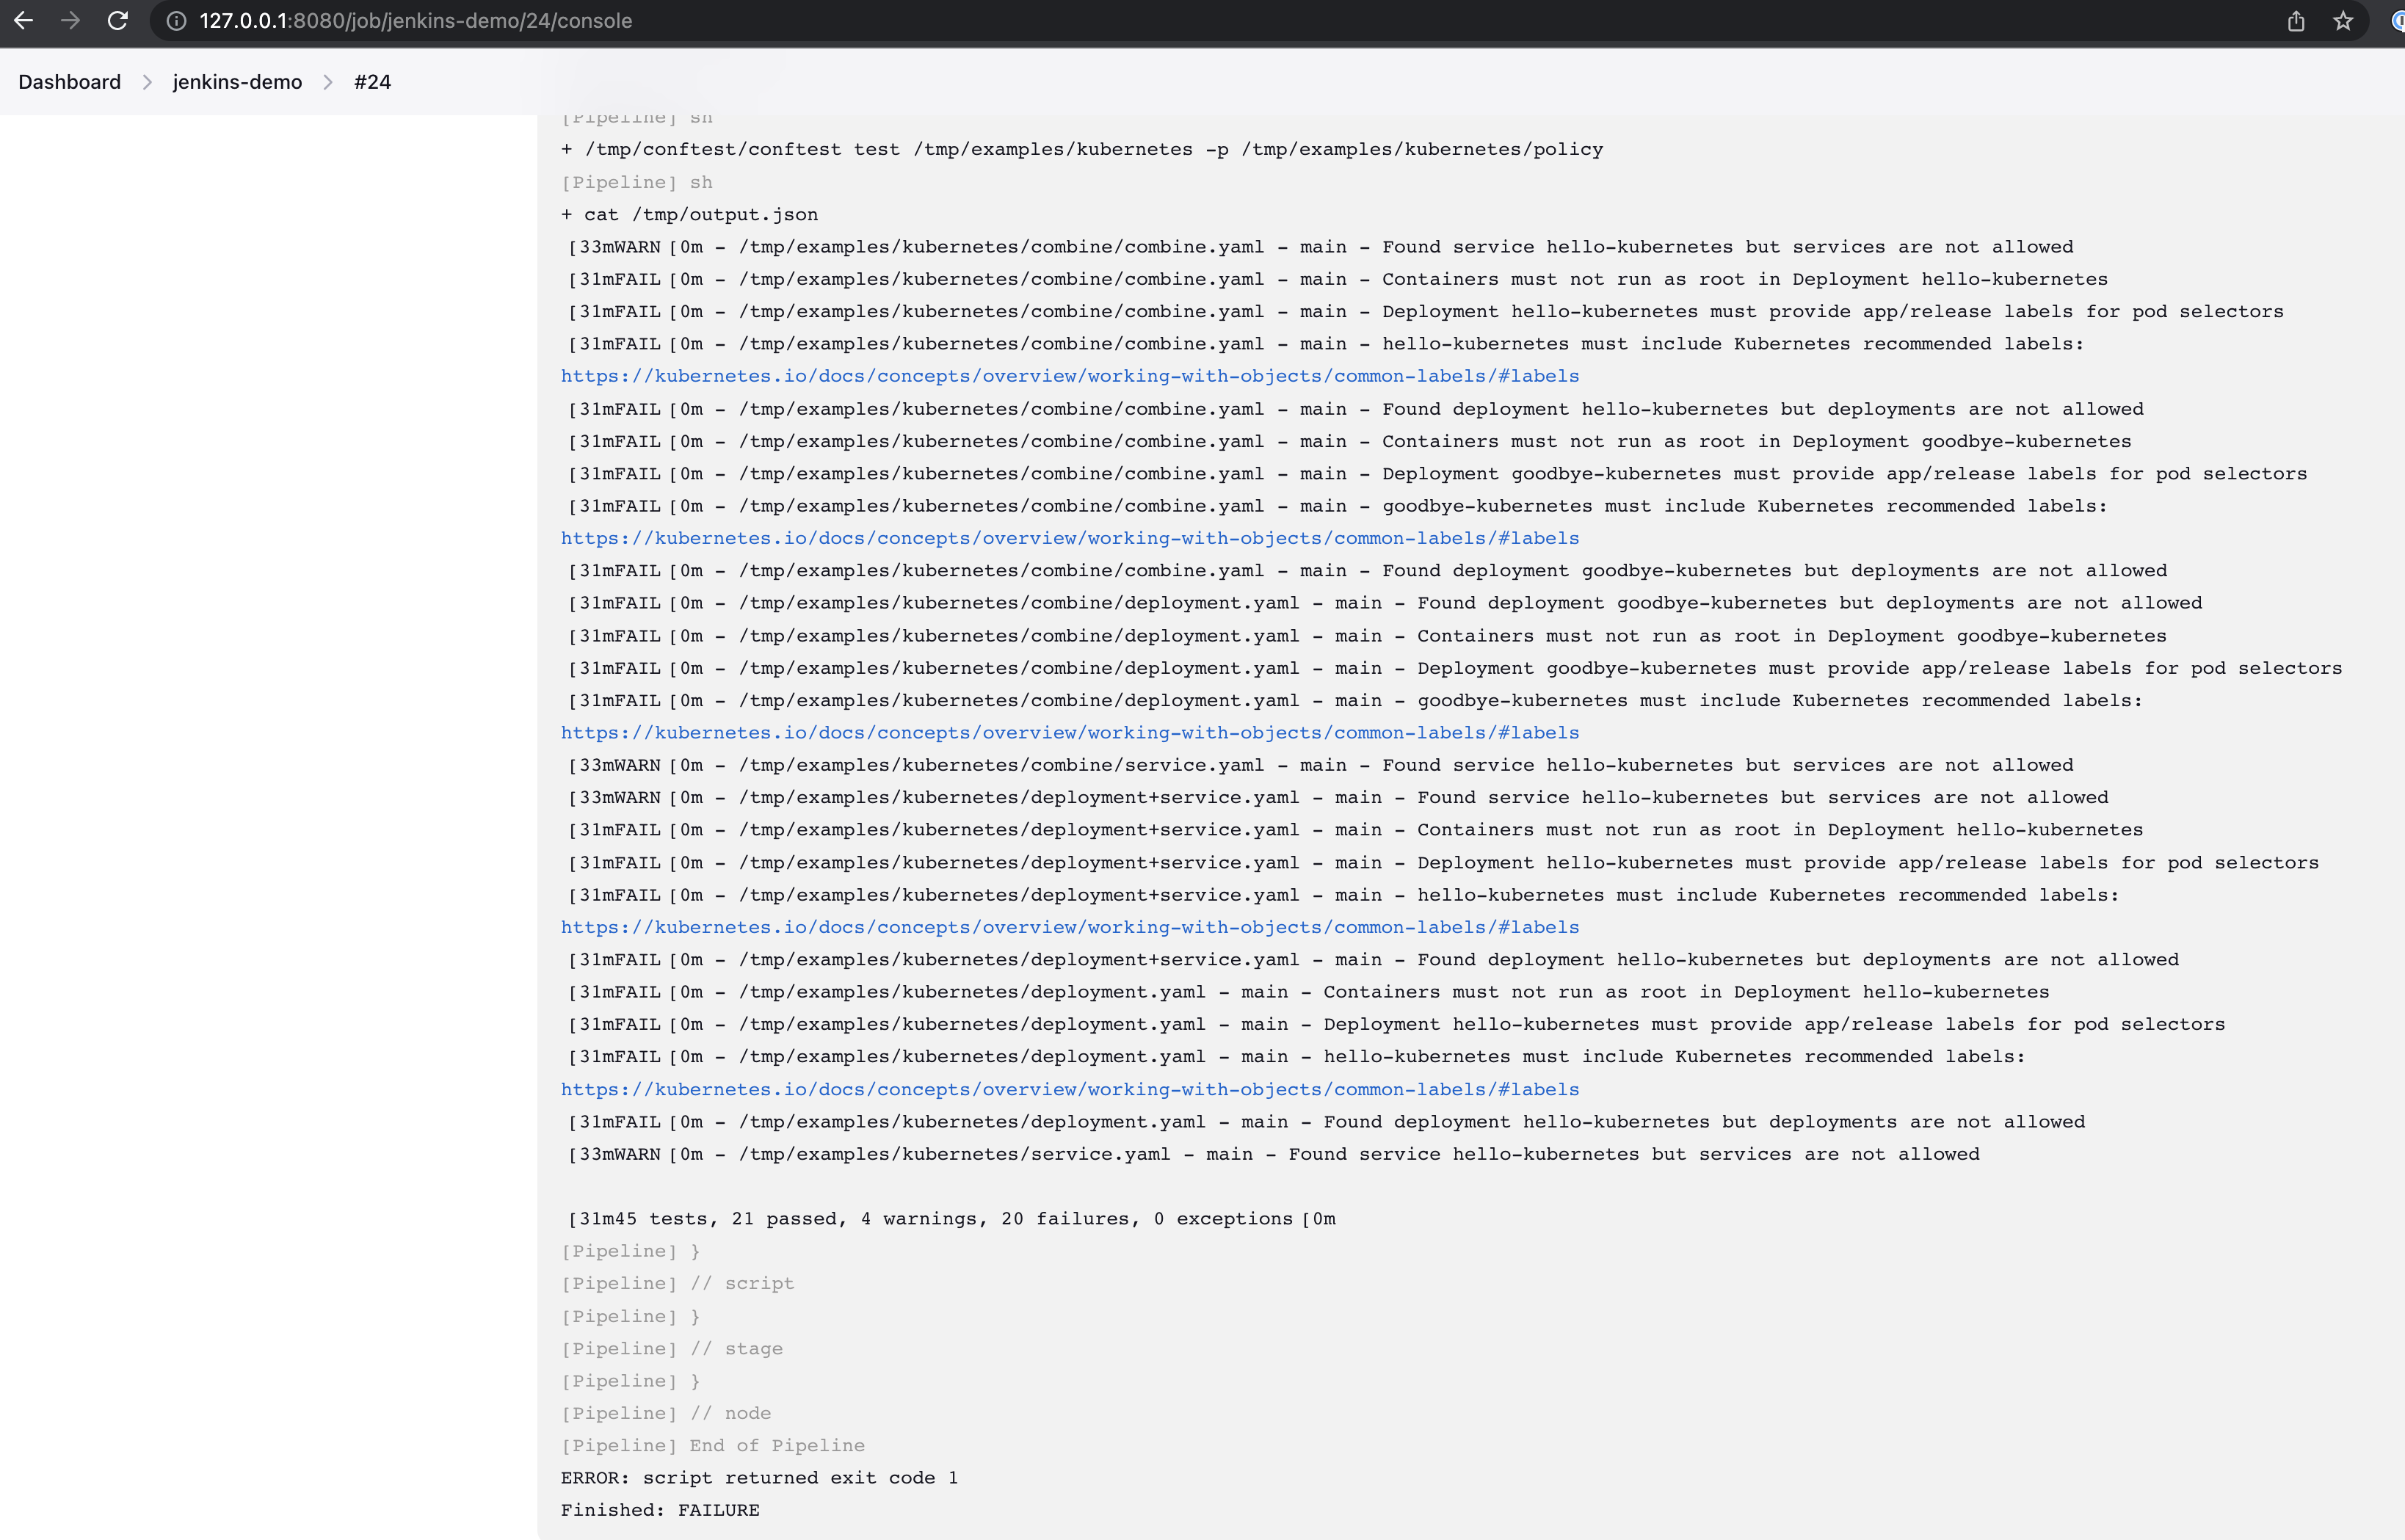 127.0.0.1:8080/job/jenkins-demo/24/console
Dashboard > jenkins-demo > #24
[Pipeline] sh
+ /tmp/conftest/conftest test /tmp/examples/kubernetes -p /tmp/examples/kubernetes/policy
[Pipeline] sh
+ cat /tmp/output.json
[33mWARN [0m - /tmp/examples/kubernetes/combine/combine.yaml - main - Found service hello-kubernetes but services are not allowed
[31mFAIL [0m - /tmp/examples/kubernetes/combine/combine.yaml - main - Containers must not run as root in Deployment hello-kubernetes
[31mFAIL [0m - /tmp/examples/kubernetes/combine/combine.yaml - main - Deployment hello-kubernetes must provide app/release labels for pod selectors
[31mFAIL [0m - /tmp/examples/kubernetes/combine/combine.yaml - main - hello-kubernetes must include Kubernetes recommended labels:
https://kubernetes.io/docs/concepts/overview/working-with-objects/common-labels/#labels
[31mFAIL [0m - /tmp/examples/kubernetes/combine/combine.yaml - main - Found deployment hello-kubernetes but deployments are not allowed
[31mFAIL [0m - /tmp/examples/kubernetes/combine/combine.yaml - main - Containers must not run as root in Deployment goodbye-kubernetes
[31mFAIL [0m - /tmp/examples/kubernetes/combine/combine.yaml - main - Deployment goodbye-kubernetes must provide app/release labels for pod selectors
[31mFAIL [0m - /tmp/examples/kubernetes/combine/combine.yaml - main - goodbye-kubernetes must include Kubernetes recommended labels:
https://kubernetes.io/docs/concepts/overview/working-with-objects/common-labels/#labels
[31mFAIL [0m - /tmp/examples/kubernetes/combine/combine.yaml - main - Found deployment goodbye-kubernetes but deployments are not allowed
[31mFAIL [0m - /tmp/examples/kubernetes/combine/deployment.yaml - main - Found deployment goodbye-kubernetes but deployments are not allowed
[31mFAIL [0m - /tmp/examples/kubernetes/combine/deployment.yaml - main - Containers must not run as root in Deployment goodbye-kubernetes
[31mFAIL [0m - /tmp/examples/kubernetes/combine/deployment.yaml - main - Deployment goodbye-kubernetes must provide app/release labels for pod selectors
[31mFAIL [0m - /tmp/examples/kubernetes/combine/deployment.yaml - main - goodbye-kubernetes must include Kubernetes recommended labels:
https://kubernetes.io/docs/concepts/overview/working-with-objects/common-labels/#labels
[33mWARN [0m - /tmp/examples/kubernetes/combine/service.yaml - main - Found service hello-kubernetes but services are not allowed
[33mWARN [0m - /tmp/examples/kubernetes/deployment+service.yaml - main - Found service hello-kubernetes but services are not allowed
[31mFAIL [0m - /tmp/examples/kubernetes/deployment+service.yaml - main - Containers must not run as root in Deployment hello-kubernetes
[31mFAIL [0m - /tmp/examples/kubernetes/deployment+service.yaml - main - Deployment hello-kubernetes must provide app/release labels for pod selectors
[31mFAIL [0m - /tmp/examples/kubernetes/deployment+service.yaml - main - hello-kubernetes must include Kubernetes recommended labels:
https://kubernetes.io/docs/concepts/overview/working-with-objects/common-labels/#labels
[31mFAIL [0m - /tmp/examples/kubernetes/deployment+service.yaml - main - Found deployment hello-kubernetes but deployments are not allowed
[31mFAIL [0m - /tmp/examples/kubernetes/deployment.yaml - main - Containers must not run as root in Deployment hello-kubernetes
[31mFAIL [0m - /tmp/examples/kubernetes/deployment.yaml - main - Deployment hello-kubernetes must provide app/release labels for pod selectors
[31mFAIL [0m - /tmp/examples/kubernetes/deployment.yaml - main - hello-kubernetes must include Kubernetes recommended labels:
https://kubernetes.io/docs/concepts/overview/working-with-objects/common-labels/#labels
[31mFAIL [0m - /tmp/examples/kubernetes/deployment.yaml - main - Found deployment hello-kubernetes but deployments are not allowed
[33mWARN [0m - /tmp/examples/kubernetes/service.yaml - main - Found service hello-kubernetes but services are not allowed
[31m45 tests, 21 passed, 4 warnings, 20 failures, 0 exceptions [0m
[Pipeline] }
[Pipeline] // script
[Pipeline] }
[Pipeline] // stage
[Pipeline] }
[Pipeline] // node
[Pipeline] End of Pipeline
ERROR: script returned exit code 1
Finished: FAILURE